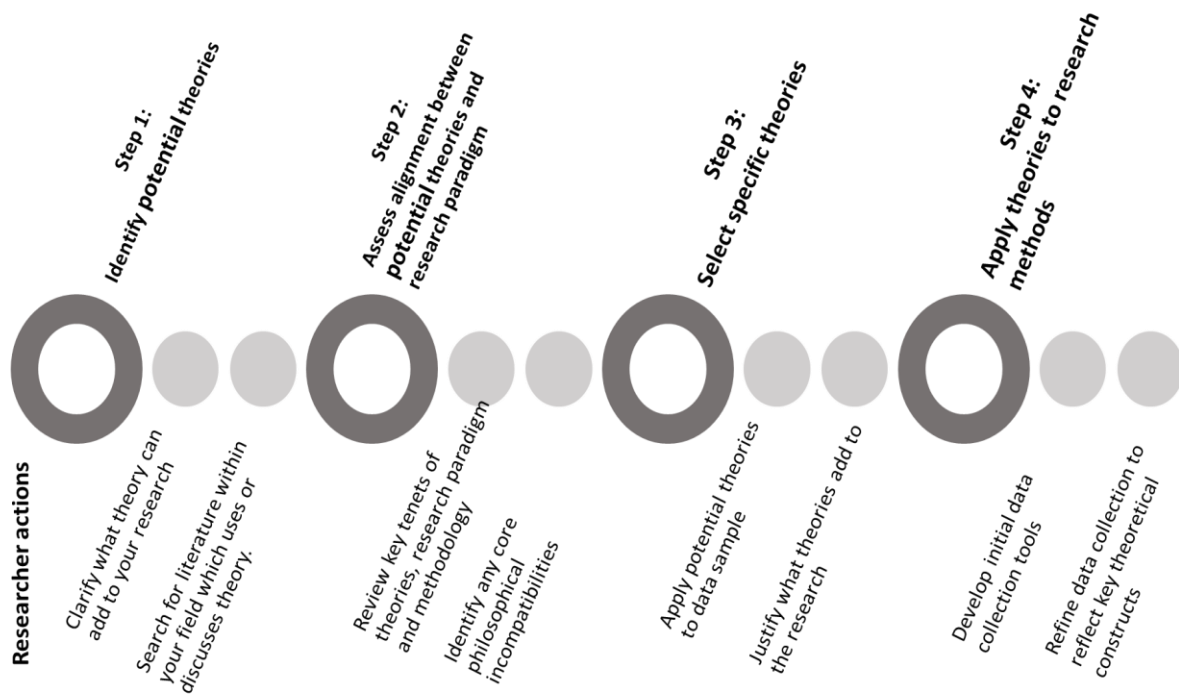 Step 1:
Identify potential theories
Step 2:
Assess alignment between
potential theories and
research paradigm
Step 3:
Select specific theories
Step 4:
Apply theories to research
methods
Researcher actions
Clarify what theory can
add to your research
Search for literature within
your field which uses or
discusses theory.
Review key tenets of
theories, research paradigm
and methodology
Identify any core
philosophical
incompatibilities
Apply potential theories
to data sample
Justify what theories add to
the research
Develop initial data
collection tools
Refine data collection to
reflect key theoretical
constructs